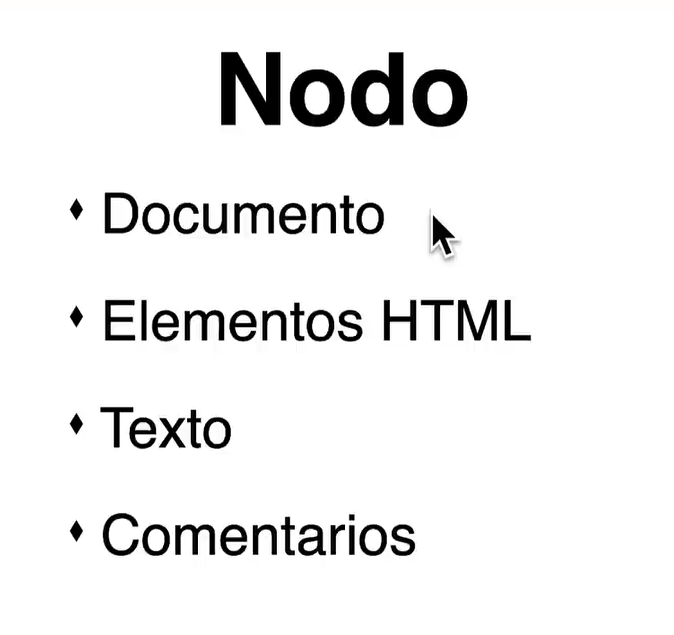 Nodo
♦ Documento
♦ Elementos HTML
♦ Texto
♦ Comentarios